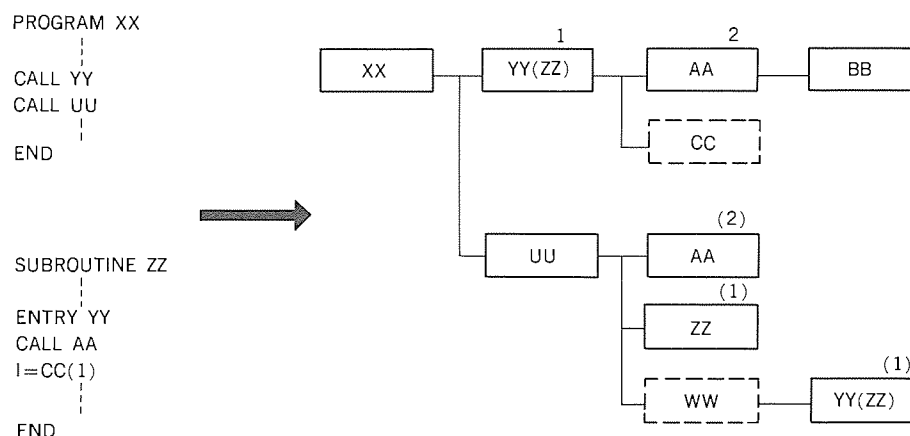 PROGRAM XX
CALL YY
CALL UU
END
SUBROUTINE ZZ
ENTRY YY
CALL AA
I=CC(1)
END
1 2
XX YY(ZZ) AA BB
CC
(2)
UU AA
(1)
ZZ
(1)
WW YY(ZZ)